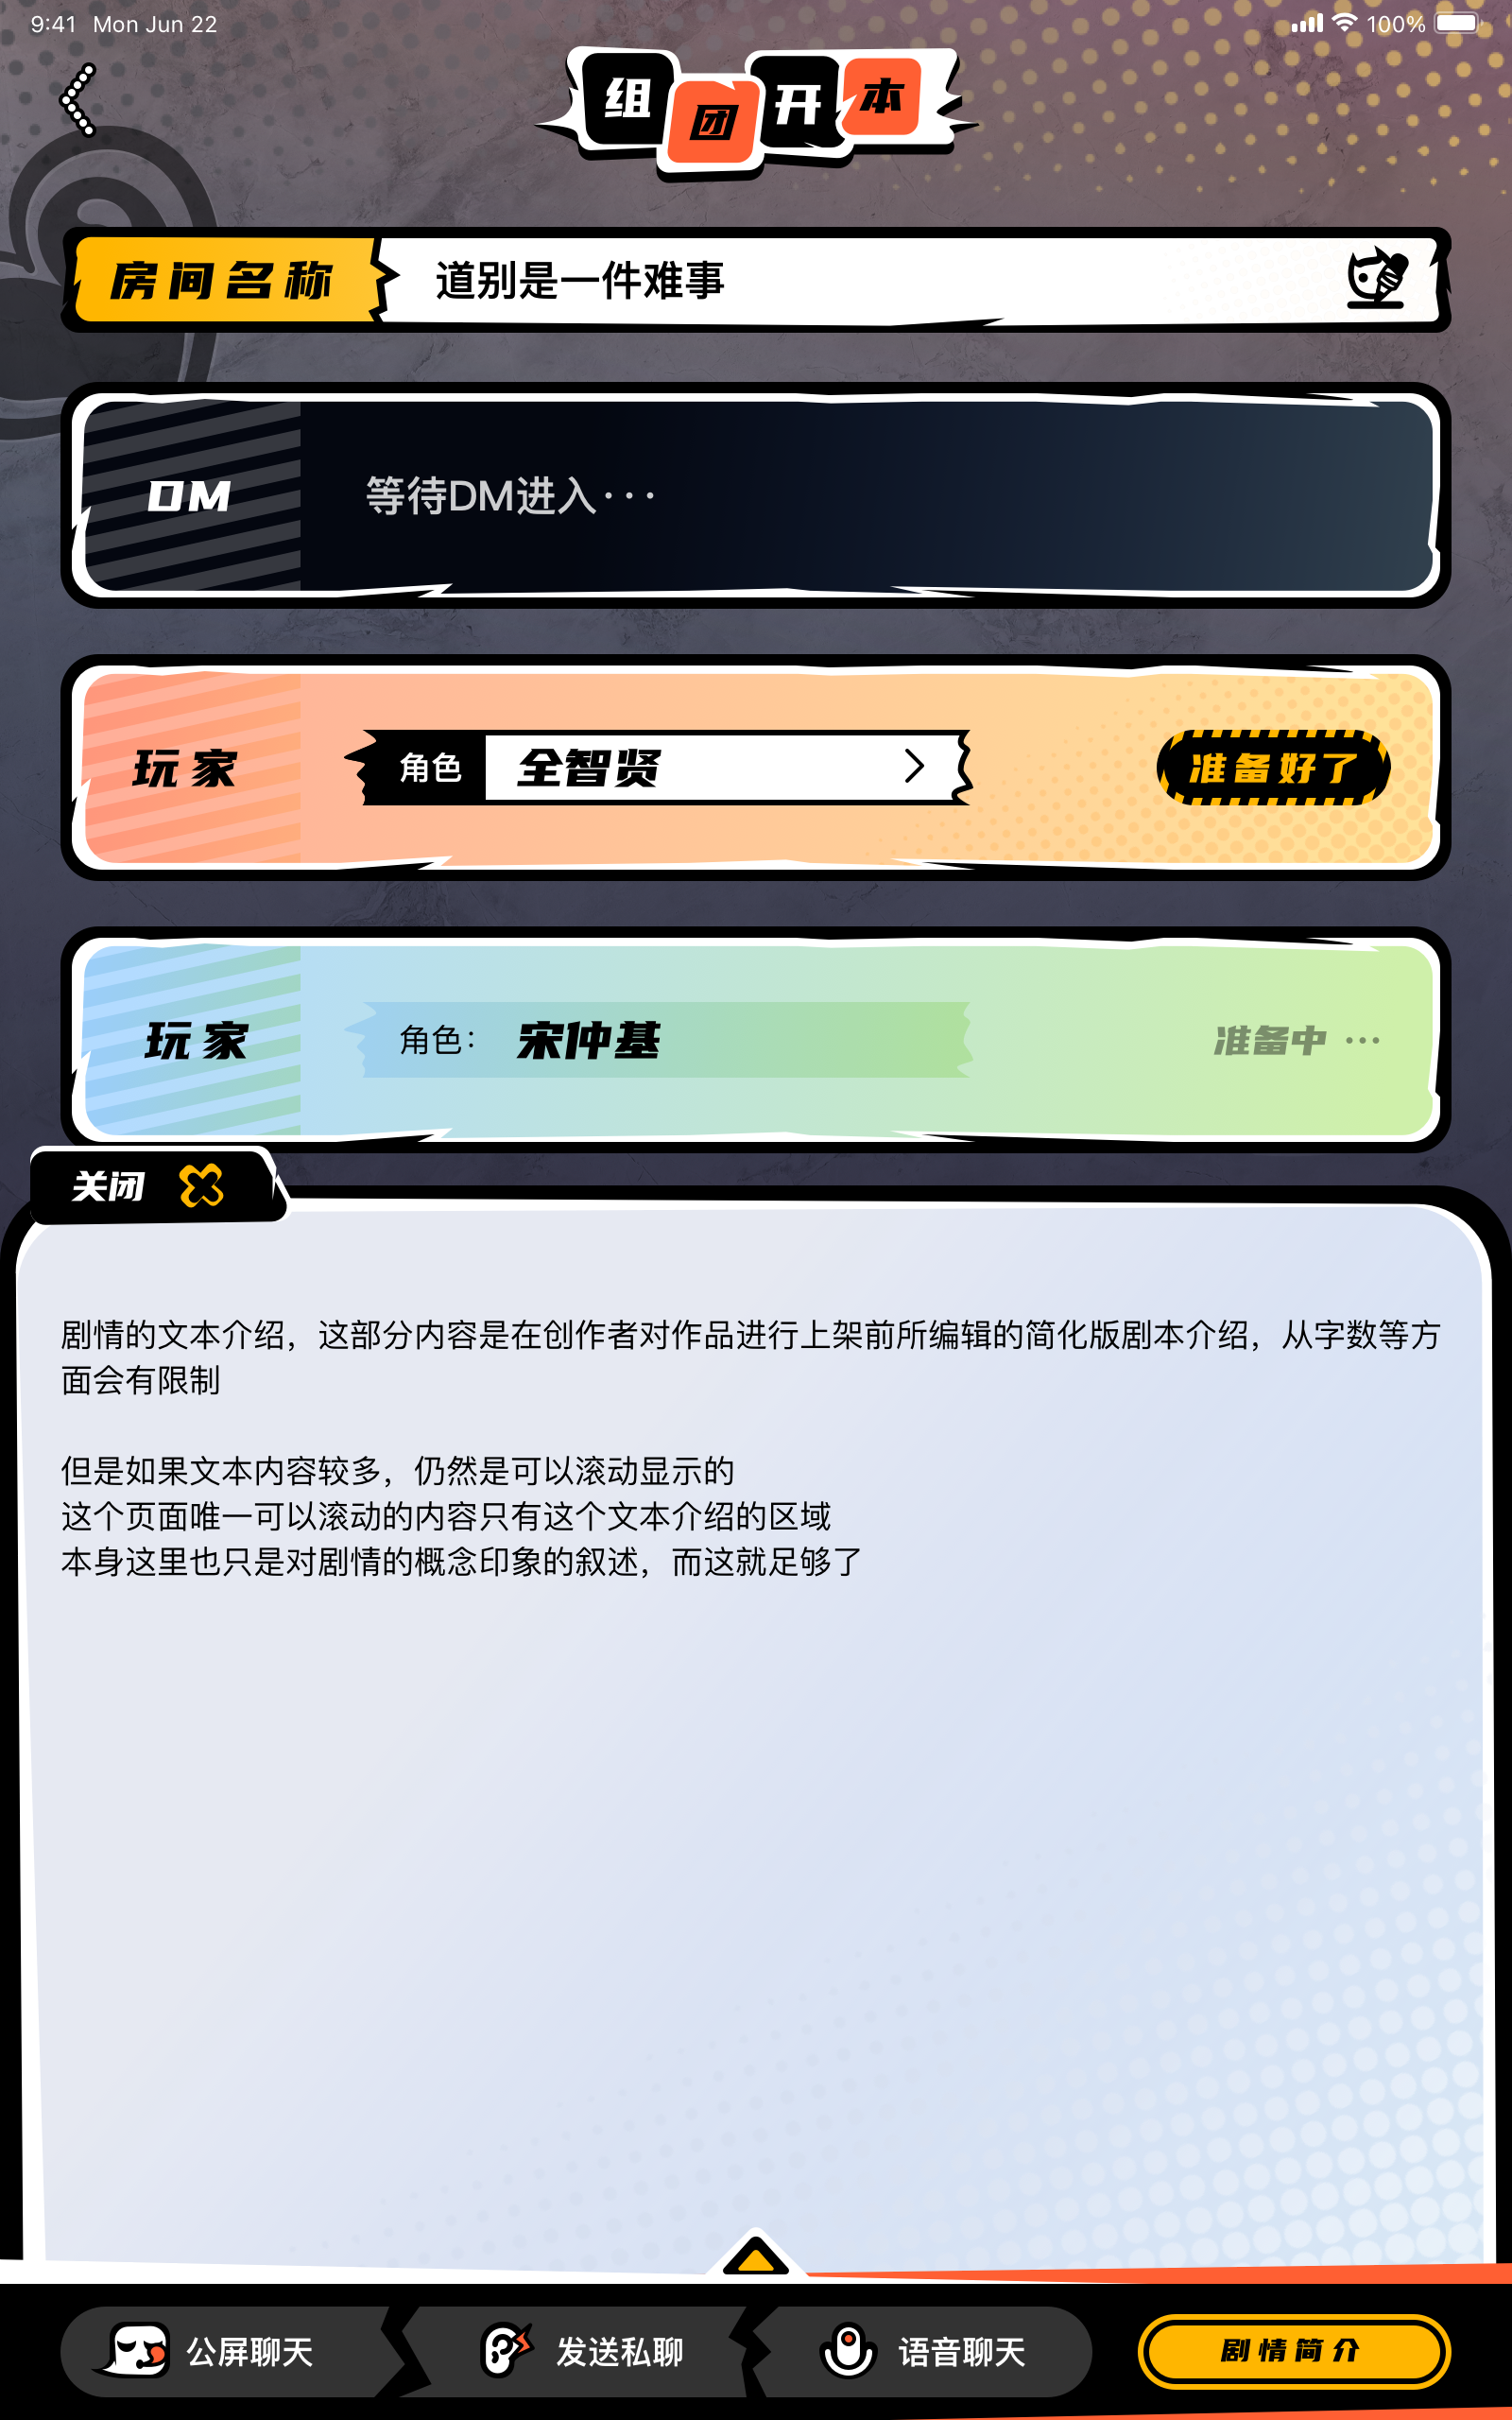 9:41 Mon Jun 22 100%
组团开本
房间名称 道别是一件难事
DM 等待DM进入···
玩家 角色 全智贤 准备好了
玩家 角色： 宋仲基 准备中 ···
关闭
剧情的文本介绍，这部分内容是在创作者对作品进行上架前所编辑的简化版剧本介绍，从字数等方
面会有限制
但是如果文本内容较多，仍然是可以滚动显示的
这个页面唯一可以滚动的内容只有这个文本介绍的区域
本身这里也只是对剧情的概念印象的叙述，而这就足够了
公屏聊天 发送私聊 语音聊天 剧情简介